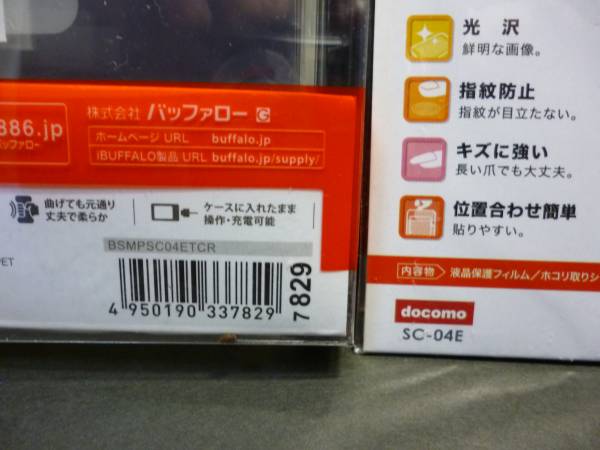 886.jp
バッファロー
株式会社 バッファロー G
ホームページ URL buffalo.jp
iBUFFALO製品 URL buffalo.jp/supply/
曲げても元通り
丈夫で柔らか
ケースに入れたまま
操作・充電可能
BSMPSC04ETCR
PET
4 950190 337829
7 829
光 沢
鮮明な画像。
指紋防止
指紋が目立たない。
キズに強い
長い爪でも大丈夫。
位置合わせ簡単
貼りやすい。
内容物 液晶保護フィルム/ホコリ取りシ
docomo
SC-04E